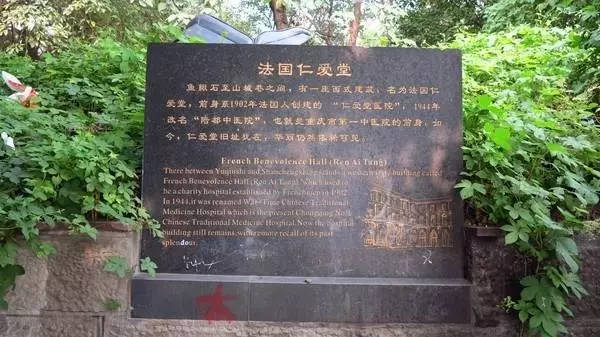 法国仁爱堂
鱼鳅石至山城巷之间，有一座西式建筑，名为法国仁
爱堂，前身系1902年法国人创建的“仁爱堂医院”，1944年
改名“陪都中医院”，也就是重庆市第一中医院的前身。如
今，仁爱堂旧址犹在，华丽仍然依稀可见。
French Benevolence Hall (Ren Ai Tang)
There between Yuqiushi and Shanchengxiang stands a western style building called
French Benevolence Hall (Ren Ai Tang), which used to
be a charity hospital established by French up in 1902.
In 1944, it was renamed War-Time Chinese Traditional
Medicine Hospital which is the present Chongqing No.1
Chinese Traditional Medicine Hospital. Now the hospital
building still remains, with a more recall of its past
splendour.